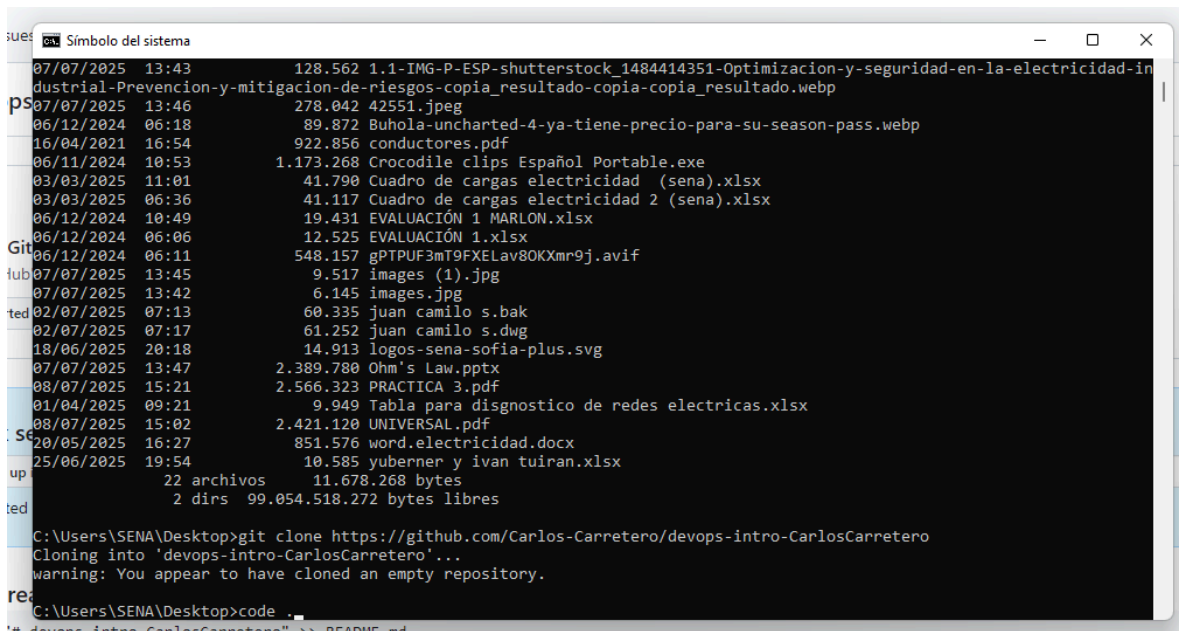 sues
Símbolo del sistema
07/07/2025  13:43           128.562 1.1-IMG-P-ESP-shutterstock_1484414351-Optimizacion-y-seguridad-en-la-electricidad-in
dustrial-Prevencion-y-mitigacion-de-riesgos-copia_resultado-copia-copia_resultado.webp
ps
07/07/2025  13:46           278.042 42551.jpeg
06/12/2024  06:18            89.872 Buhola-uncharted-4-ya-tiene-precio-para-su-season-pass.webp
16/04/2021  16:54           922.856 conductores.pdf
06/11/2024  10:53         1.173.268 Crocodile clips Español Portable.exe
03/03/2025  11:01            41.790 Cuadro de cargas electricidad  (sena).xlsx
03/03/2025  06:36            41.117 Cuadro de cargas electricidad 2 (sena).xlsx
06/12/2024  10:49            19.431 EVALUACIÓN 1 MARLON.xlsx
06/12/2024  06:06            12.525 EVALUACIÓN 1.xlsx
Git
06/12/2024  06:11           548.157 gPTPUF3mT9FXELav8OKXmr9j.avif
Hub
07/07/2025  13:45             9.517 images (1).jpg
07/07/2025  13:42             6.145 images.jpg
rted
02/07/2025  07:13            60.335 juan camilo s.bak
02/07/2025  07:17            61.252 juan camilo s.dwg
18/06/2025  20:18            14.913 logos-sena-sofia-plus.svg
07/07/2025  13:47         2.389.780 Ohm's Law.pptx
08/07/2025  15:21         2.566.323 PRACTICA 3.pdf
01/04/2025  09:21             9.949 Tabla para disgnostico de redes electricas.xlsx
08/07/2025  15:02         2.421.120 UNIVERSAL.pdf
se
20/05/2025  16:27           851.576 word.electricidad.docx
25/06/2025  19:54            10.585 yuberner y ivan tuiran.xlsx
up i
22 archivos     11.678.268 bytes
2 dirs  99.054.518.272 bytes libres
ted
C:\Users\SENA\Desktop>git clone https://github.com/Carlos-Carretero/devops-intro-CarlosCarretero
Cloning into 'devops-intro-CarlosCarretero'...
warning: You appear to have cloned an empty repository.
rea
C:\Users\SENA\Desktop>code .
"# devops-intro-CarlosCarretero" >> README.md